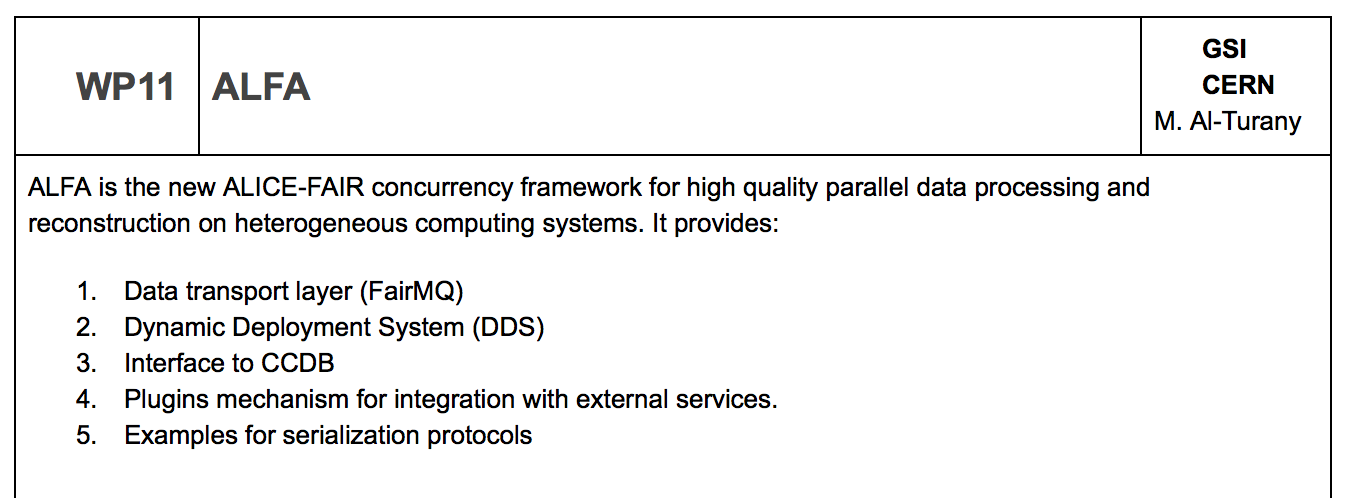 WP11
ALFA
GSI
CERN
M. Al-Turany
ALFA is the new ALICE-FAIR concurrency framework for high quality parallel data processing and
reconstruction on heterogeneous computing systems. It provides:
1. Data transport layer (FairMQ)
2. Dynamic Deployment System (DDS)
3. Interface to CCDB
4. Plugins mechanism for integration with external services.
5. Examples for serialization protocols